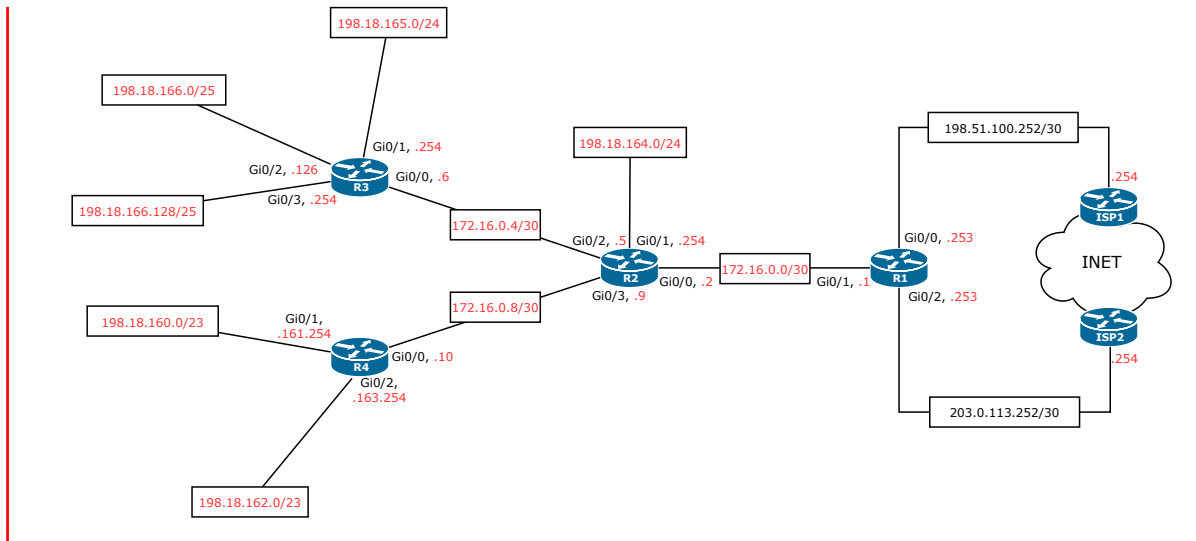 198.18.165.0/24
198.18.166.0/25
198.51.100.252/30
198.18.164.0/24
Gi0/1, .254
Gi0/2, .126
Gi0/0, .6
R3
.254
Gi0/3, .254
198.18.166.128/25
ISP1
172.16.0.4/30
Gi0/2, .5
Gi0/1, .254
Gi0/0, .253
INET
172.16.0.0/30
R2
R1
Gi0/0, .2
Gi0/1, .1
Gi0/3, .9
Gi0/2, .253
172.16.0.8/30
198.18.160.0/23
Gi0/1,
.161.254
ISP2
Gi0/0, .10
R4
.254
Gi0/2,
.163.254
203.0.113.252/30
198.18.162.0/23